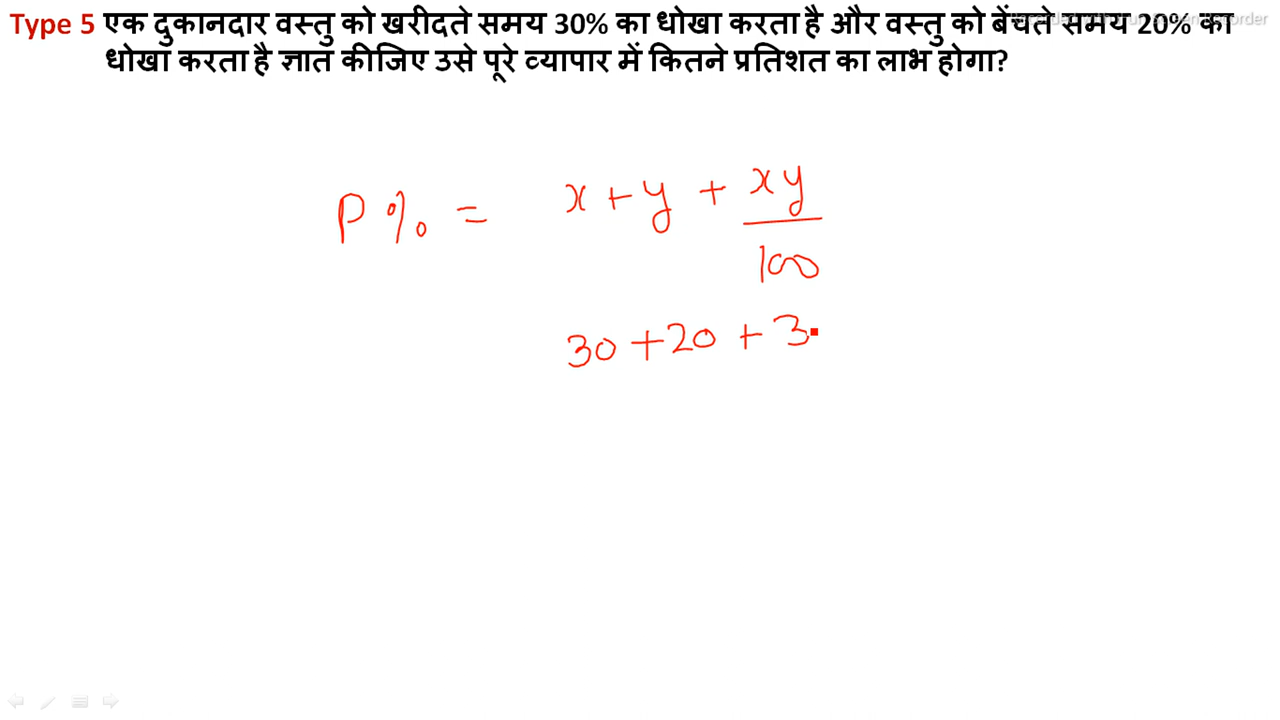 Type 5 एक दुकानदार वस्तु को खरीदते समय 30% का धोखा करता है और वस्तु को बेंचते समय 20% का
धोखा करता है ज्ञात कीजिए उसे पूरे व्यापार में कितने प्रतिशत का लाभ होगा?
P % = x + y + xy
100
30 + 20 + 3